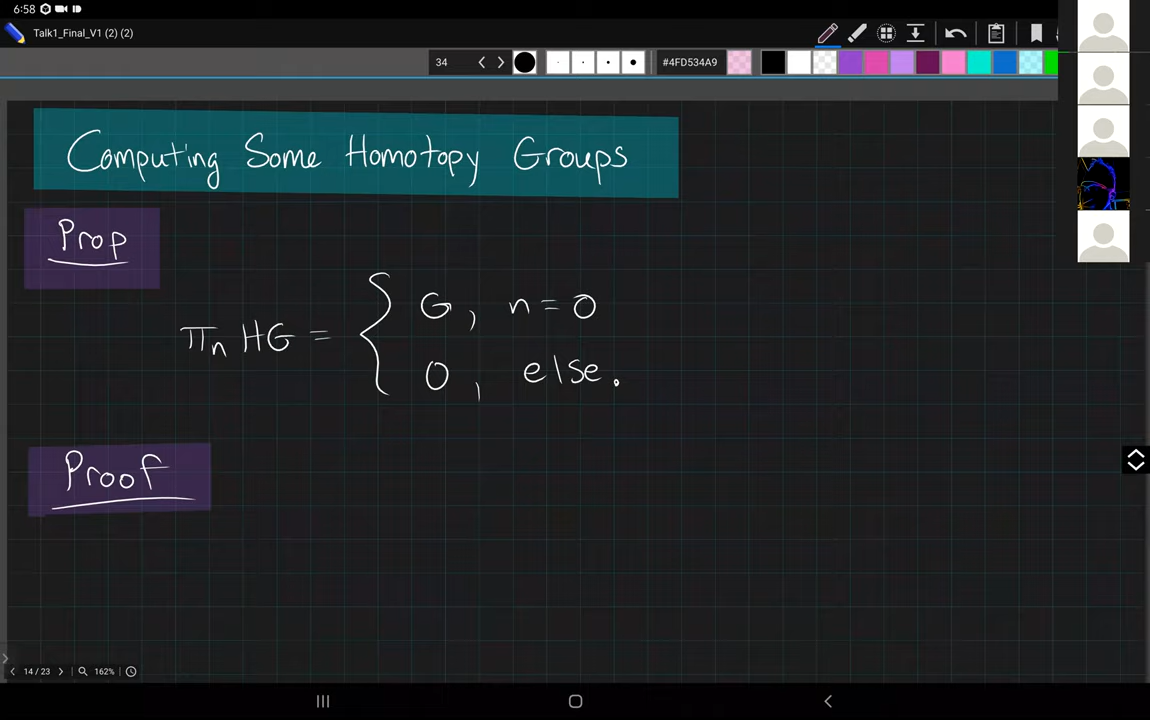 6:58
Talk1_Final_V1 (2) (2)
34
#4FD534A9
Computing Some Homotopy Groups
Prop
πn HG = { G, n = 0
0, else.
Proof
14 / 23
162%